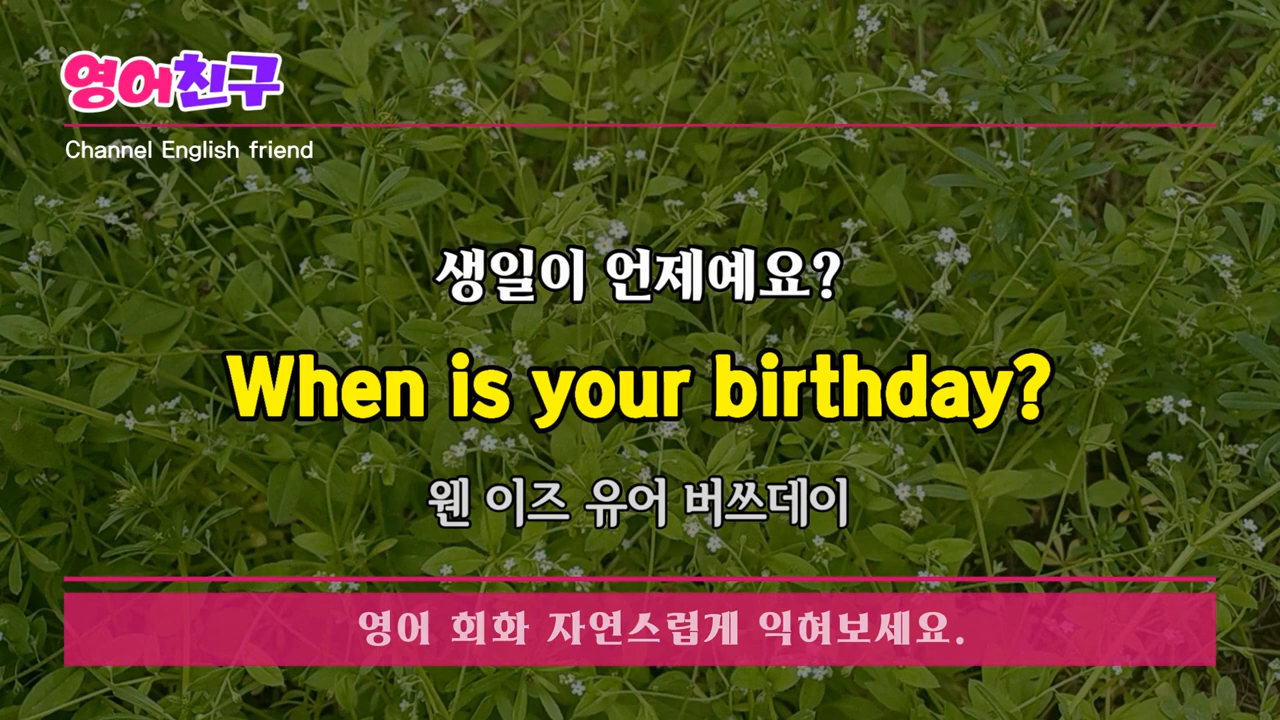 영어친구
Channel English friend
생일이 언제예요?
When is your birthday?
웬 이즈 유어 버쓰데이
영어 회화 자연스럽게 익혀보세요.